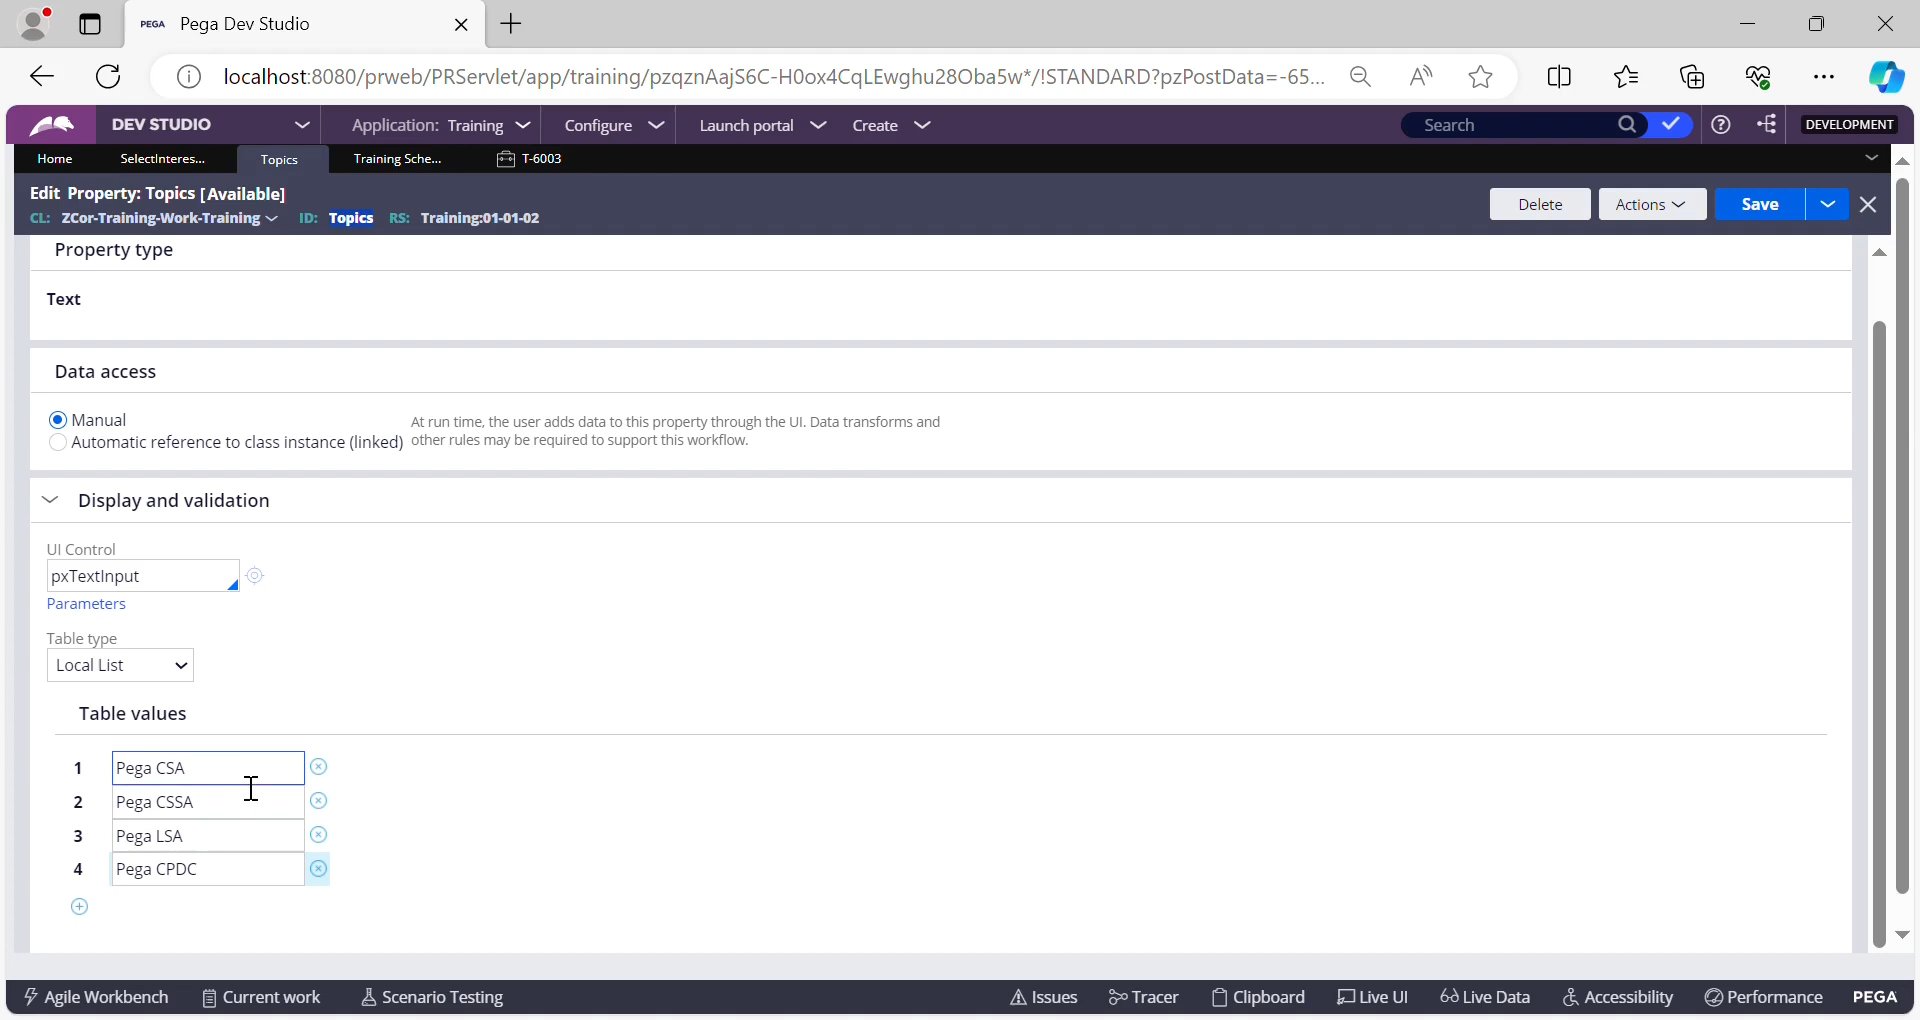 PEGA Pega Dev Studio
localhost:8080/prweb/PRServlet/app/training/pzqznAajS6C-H0ox4CqLEwghu28Oba5w*/!STANDARD?pzPostData=-65...
DEV STUDIO Application: Training Configure Launch portal Create Search DEVELOPMENT
Home SelectInteres... Topics Training Sche... T-6003
Edit Property: Topics [Available]
CL: ZCor-Training-Work-Training ID: Topics RS: Training:01-01-02
Delete Actions Save
Property type
Text
Data access
Manual
Automatic reference to class instance (linked)
At run time, the user adds data to this property through the UI. Data transforms and
other rules may be required to support this workflow.
Display and validation
UI Control
pxTextInput
Parameters
Table type
Local List
Table values
1 Pega CSA
2 Pega CSSA
3 Pega LSA
4 Pega CPDC
Agile Workbench Current work Scenario Testing Issues Tracer Clipboard Live UI Live Data Accessibility Performance PEGA